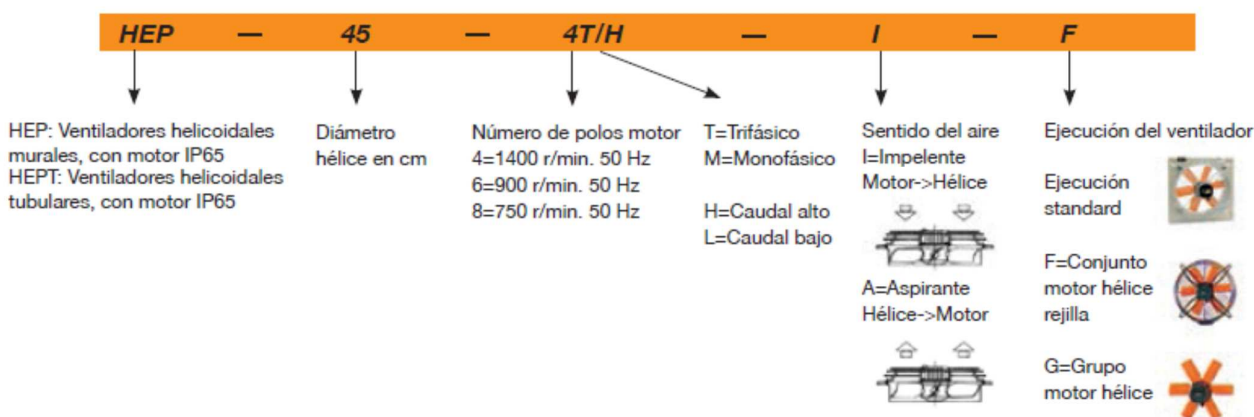 HEP — 45 — 4T/H — I — F
HEP: Ventiladores helicoidales
murales, con motor IP65
HEPT: Ventiladores helicoidales
tubulares, con motor IP65
Diámetro
hélice en cm
Número de polos motor
4=1400 r/min. 50 Hz
6=900 r/min. 50 Hz
8=750 r/min. 50 Hz
T=Trifásico
M=Monofásico
H=Caudal alto
L=Caudal bajo
Sentido del aire
I=Impelente
Motor->Hélice
A=Aspirante
Hélice->Motor
Ejecución del ventilador
Ejecución
standard
F=Conjunto
motor hélice
rejilla
G=Grupo
motor hélice